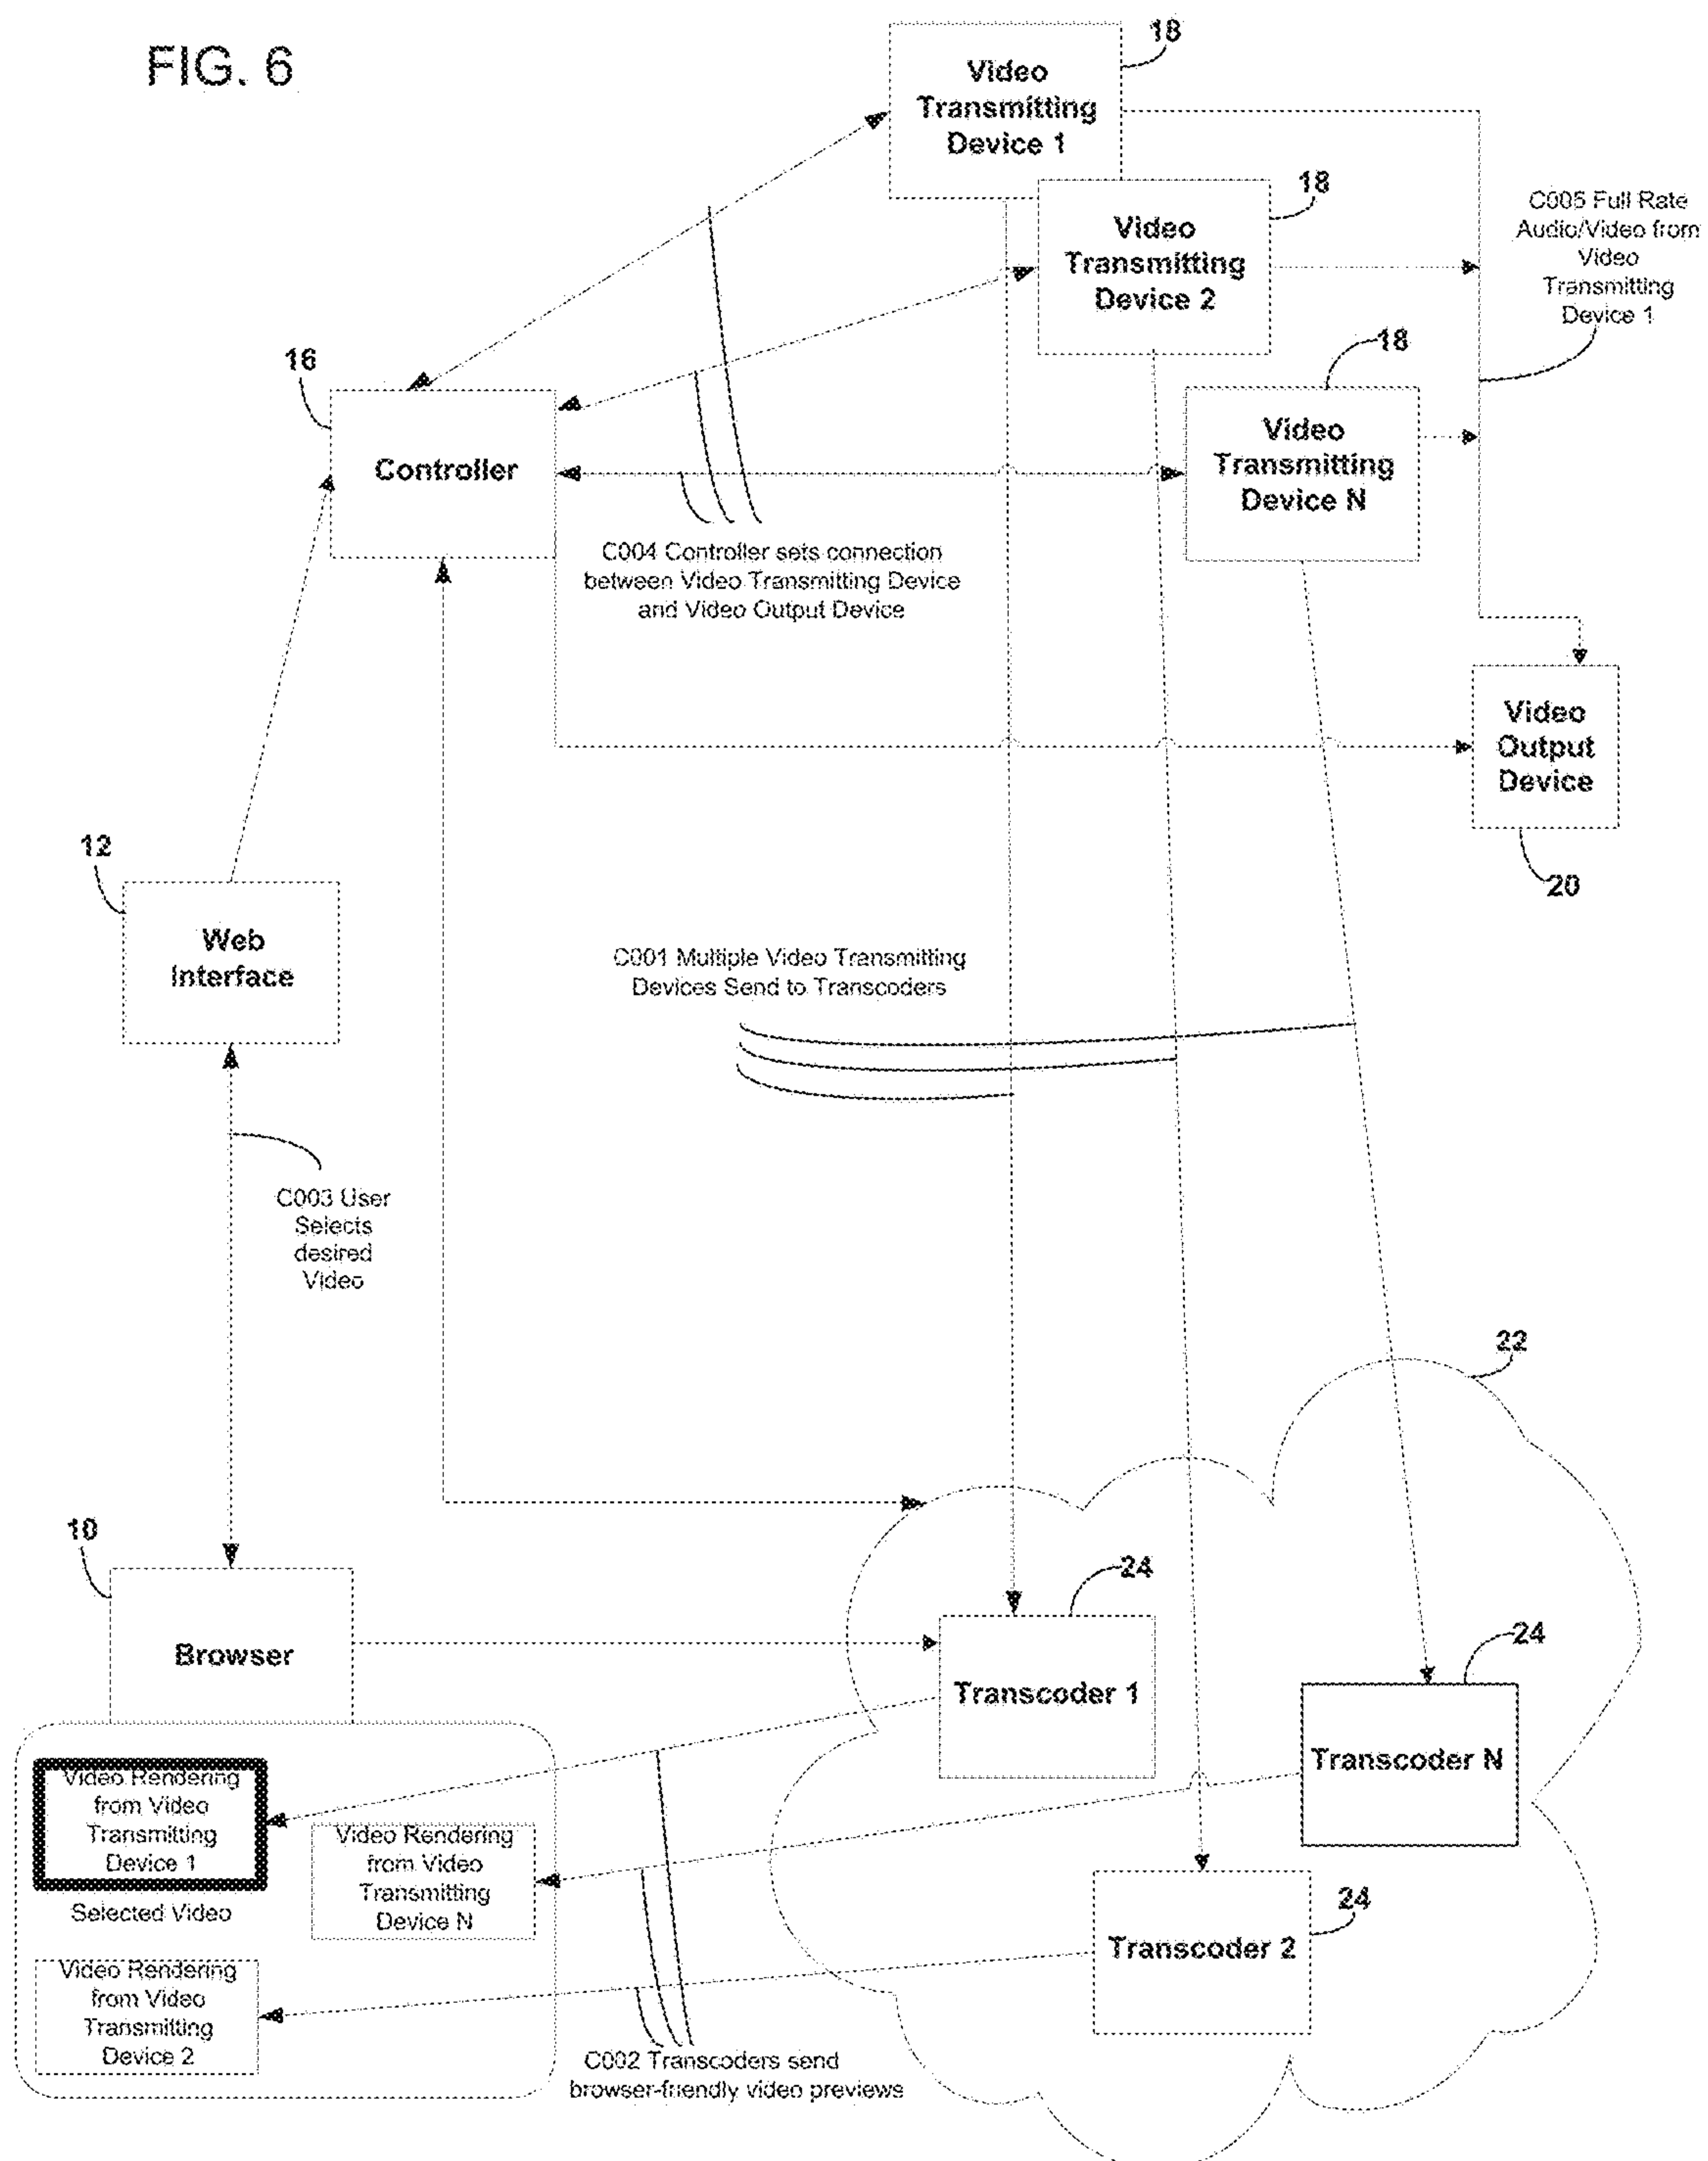 FIG. 6
18
Video
Transmitting
Device 1
18
Video
Transmitting
Device 2
C005 Full Rate
Audio/Video from
Video
Transmitting
Device 1
18
Video
Transmitting
Device N
16
Controller
C004 Controller sets connection
between Video Transmitting Device
and Video Output Device
Video
Output
Device
20
12
Web
Interface
C001 Multiple Video Transmitting
Devices Send to Transcoders
C003 User
Selects
desired
Video
22
10
Browser
24
Transcoder 1
24
Transcoder N
24
Transcoder 2
Video Rendering
from Video
Transmitting
Device 1
Selected Video
Video Rendering
from Video
Transmitting
Device N
Video Rendering
from Video
Transmitting
Device 2
C002 Transcoders send
browser-friendly video previews